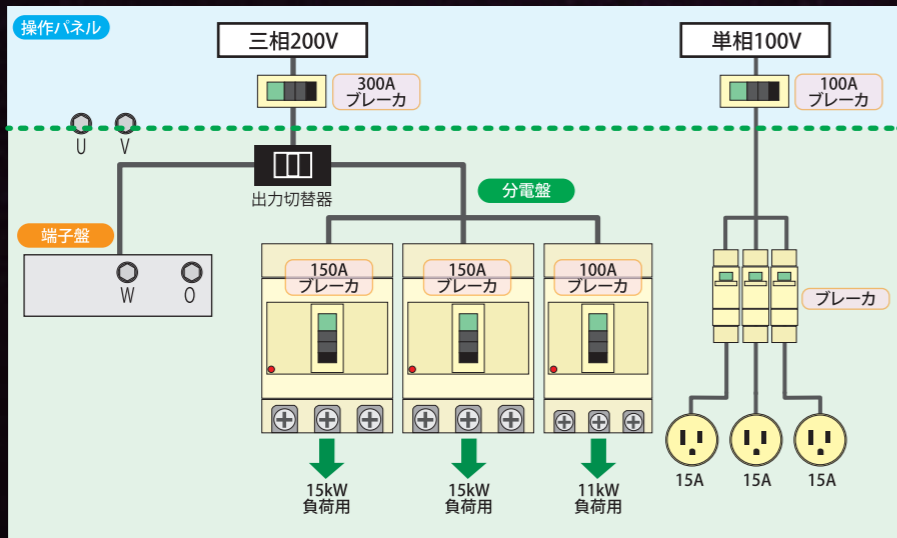 操作パネル
三相200V
単相100V
300A
ブレーカ
100A
ブレーカ
U
V
出力切替器
分電盤
端子盤
W
O
150A
ブレーカ
150A
ブレーカ
100A
ブレーカ
ブレーカ
15kW
負荷用
15kW
負荷用
11kW
負荷用
15A
15A
15A